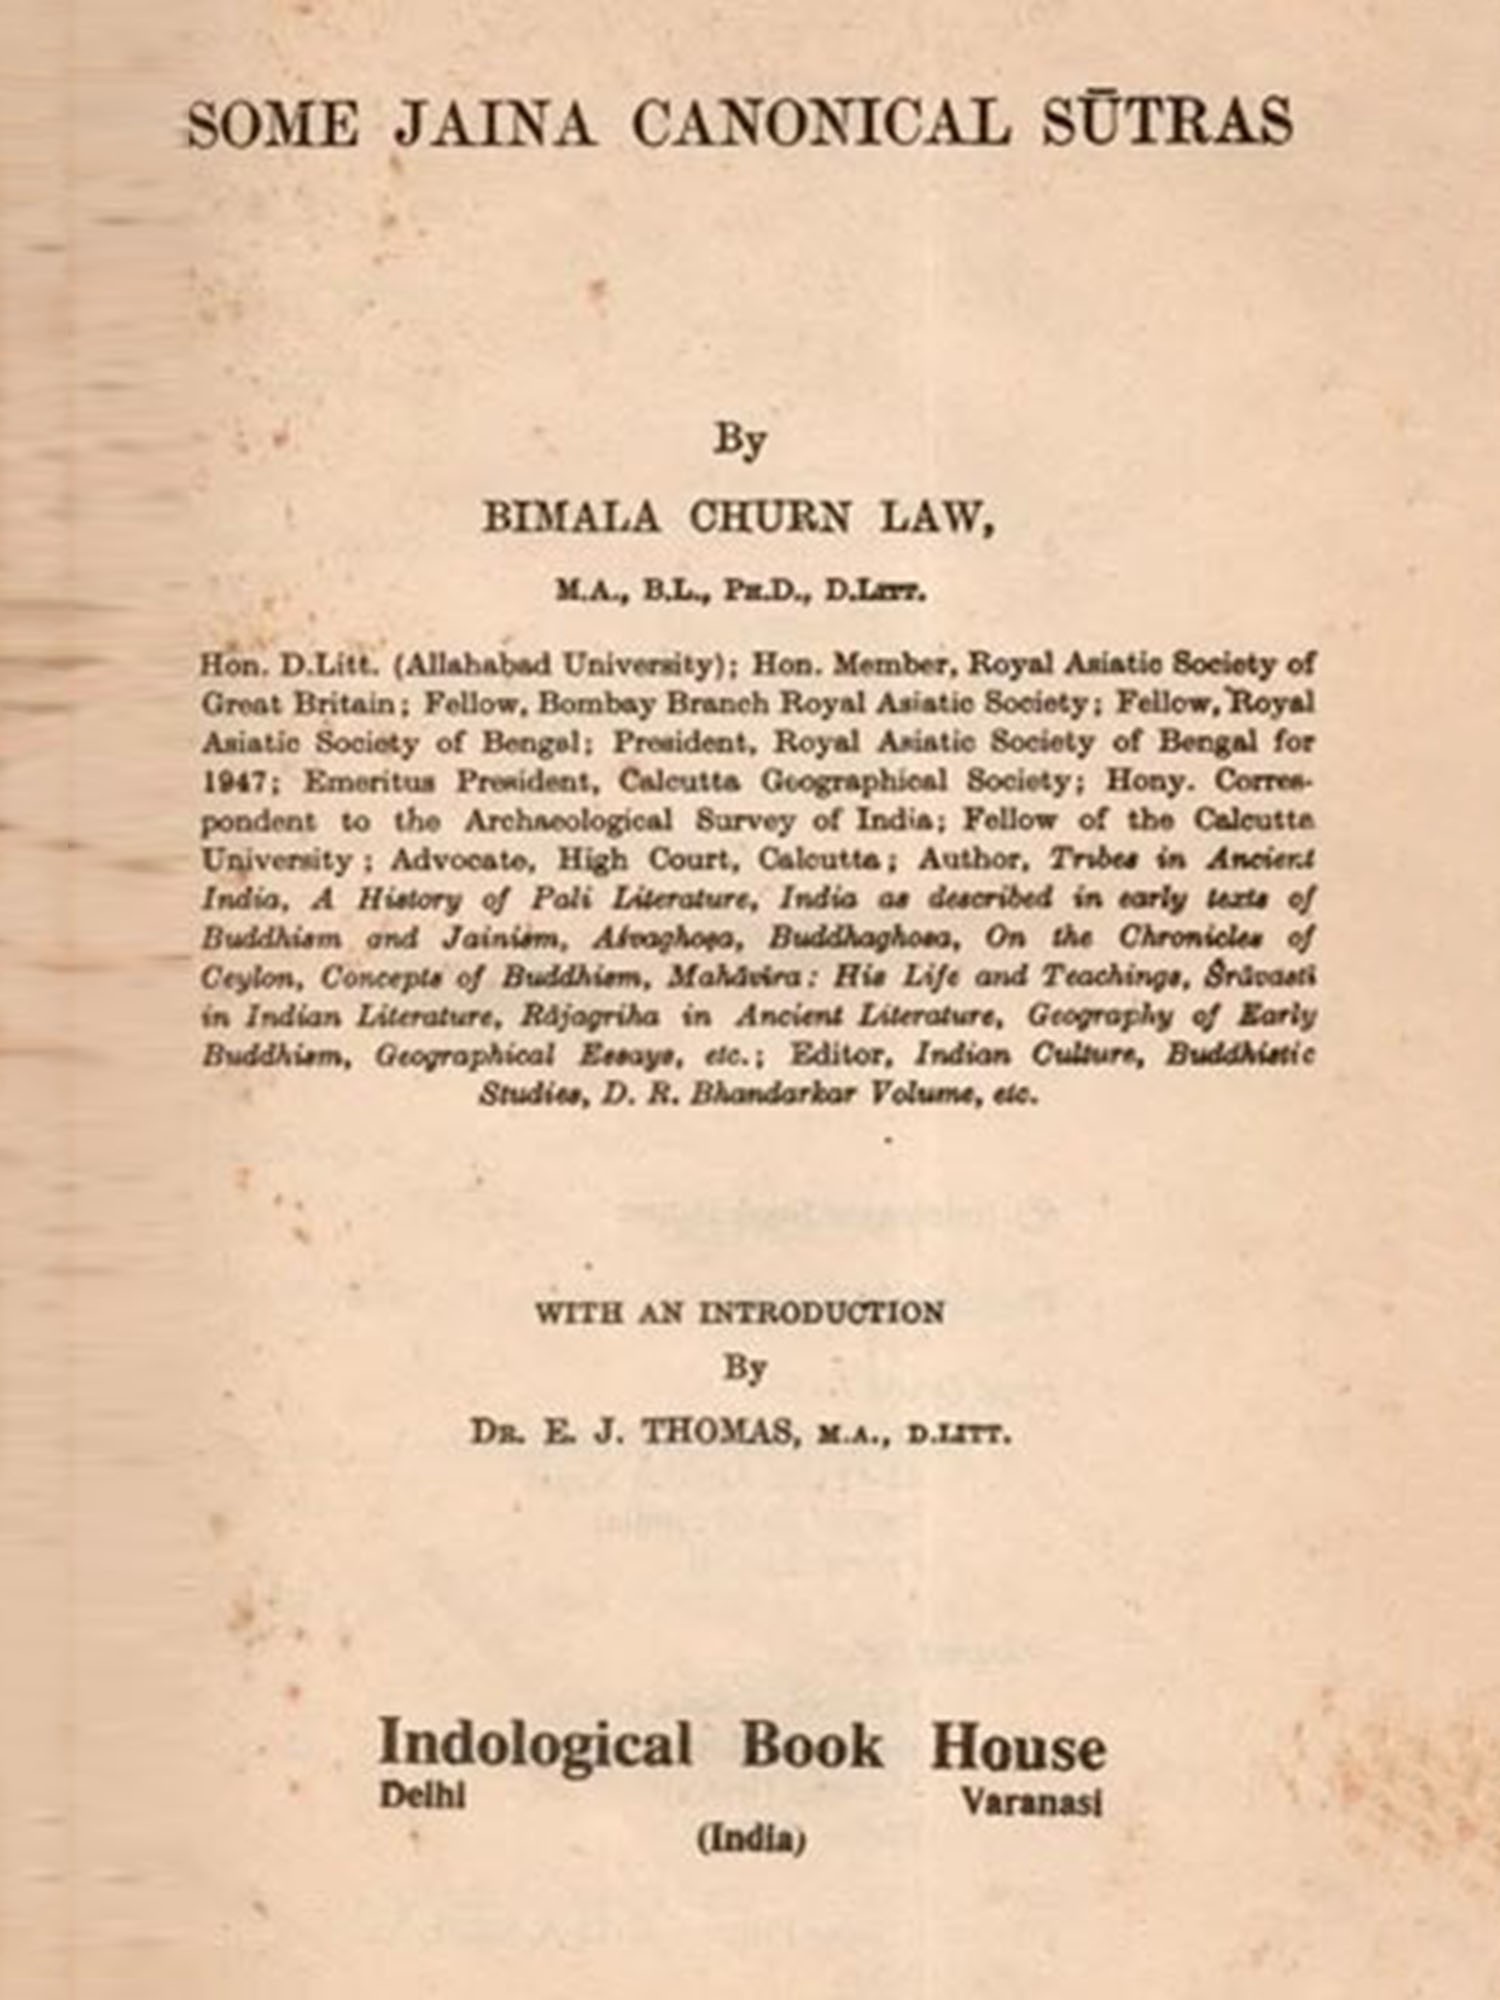 SOME JAINA CANONICAL SŪTRAS
By
BIMALA CHURN LAW,
M.A., B.L., PH.D., D.LITT.
Hon. D.Litt. (Allahabad University); Hon. Member, Royal Asiatic Society of
Great Britain; Fellow, Bombay Branch Royal Asiatic Society; Fellow, Royal
Asiatic Society of Bengal; President, Royal Asiatic Society of Bengal for
1947; Emeritus President, Calcutta Geographical Society; Hony. Corres-
pondent to the Archaeological Survey of India; Fellow of the Calcutta
University; Advocate, High Court, Calcutta; Author, Tribes in Ancient
India, A History of Pali Literature, India as described in early texts of
Buddhism and Jainism, Aśvaghoṣa, Buddhaghosa, On the Chronicles of
Ceylon, Concepts of Buddhism, Mahāvira: His Life and Teachings, Śrāvasti
in Indian Literature, Rājagriha in Ancient Literature, Geography of Early
Buddhism, Geographical Essays, etc.; Editor, Indian Culture, Buddhistic
Studies, D. R. Bhandarkar Volume, etc.
WITH AN INTRODUCTION
By
DR. E. J. THOMAS, M.A., D.LITT.
Indological Book House
Delhi Varanasi
(India)